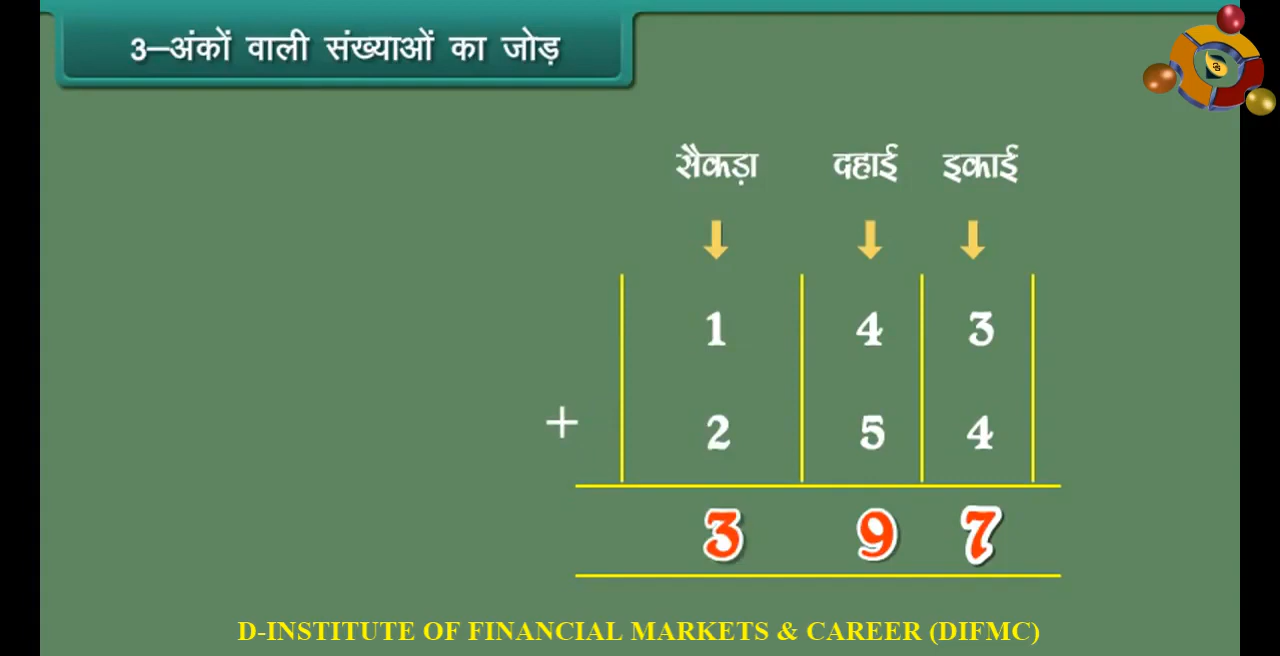 3–अंकों वाली संख्याओं का जोड़
सैकड़ा दहाई इकाई
1 4 3
+ 2 5 4
3 9 7
D-INSTITUTE OF FINANCIAL MARKETS & CAREER (DIFMC)